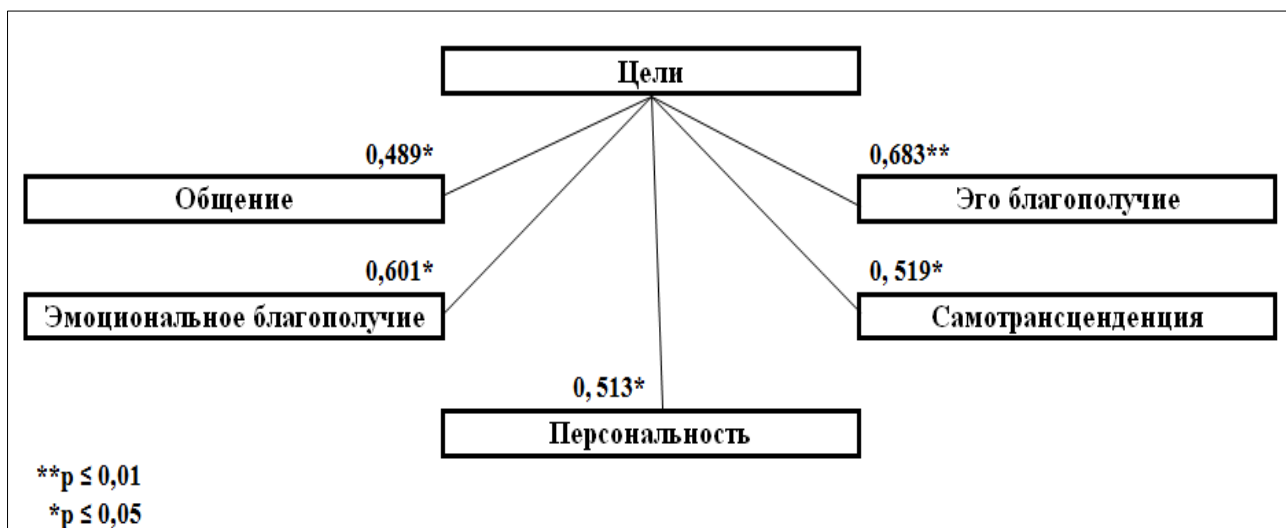 Цели
0,489*
0,683**
Общение
Эго благополучие
0,601*
0, 519*
Эмоциональное благополучие
Самотрансценденция
0, 513*
Персональность
**p ≤ 0,01
*p ≤ 0,05